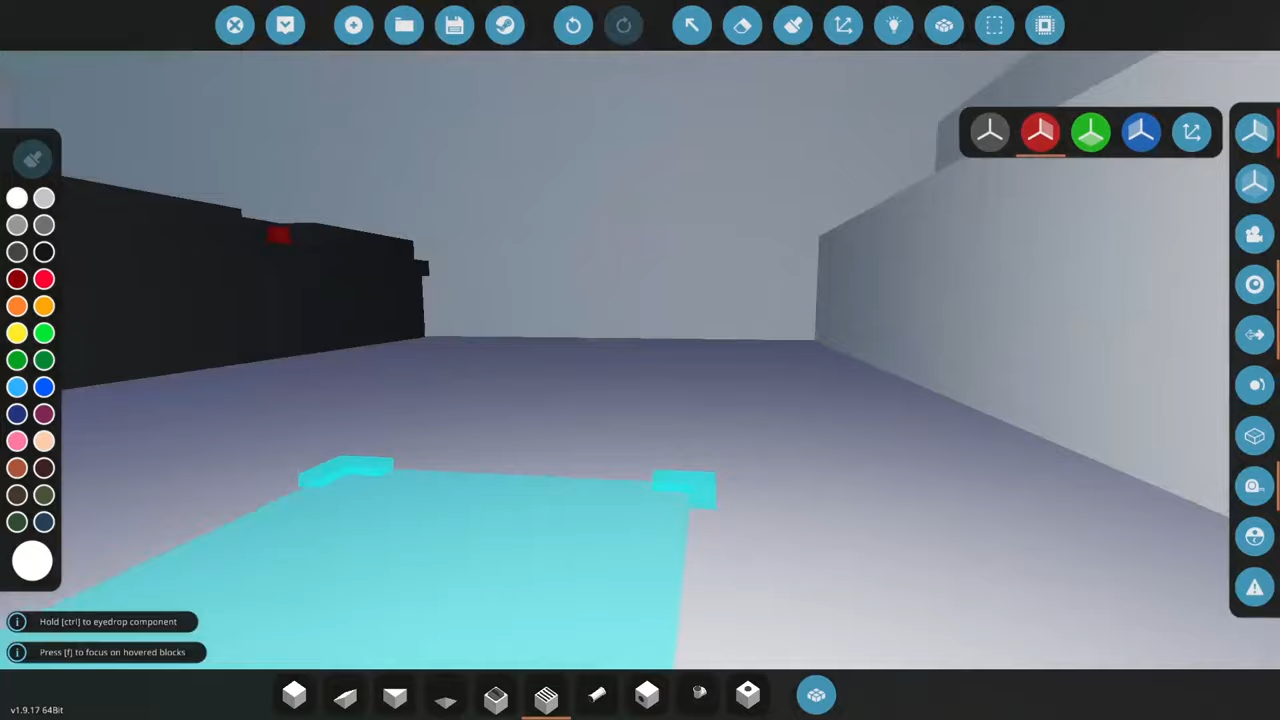 Hold [ctrl] to eyedrop component
Press [f] to focus on hovered blocks
v1.9.17 64Bit